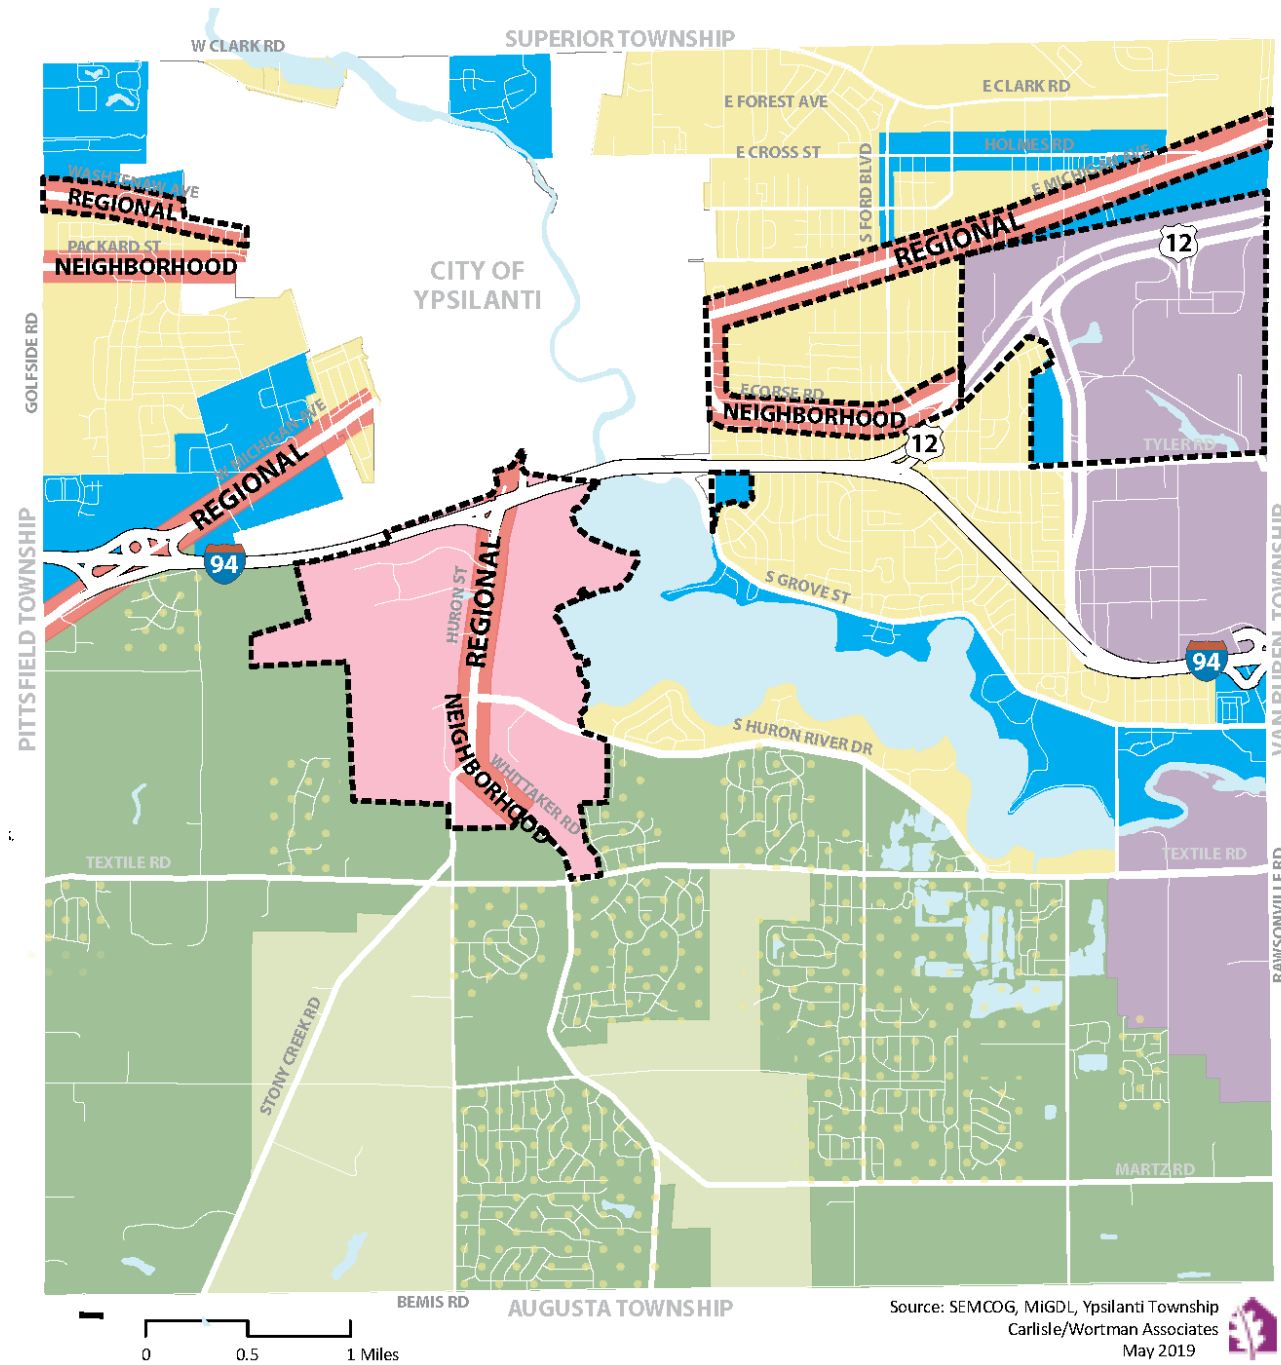 SUPERIOR TOWNSHIP
W CLARK RD
E CLARK RD
E FOREST AVE
HOLMES RD
E CROSS ST
S FORD BLVD
E MICHIGAN AVE
WASHTENAW AVE
REGIONAL
REGIONAL
12
PACKARD ST
NEIGHBORHOOD
CITY OF
YPSILANTI
GOLFSIDE RD
ECORSE RD
NEIGHBORHOOD
12
TYLER RD
W MICHIGAN AVE
REGIONAL
94
PITTSFIELD TOWNSHIP
HURON ST
REGIONAL
S GROVE ST
VAN BUREN TOWNSHIP
94
NEIGHBORHOOD
S HURON RIVER DR
WHITTAKER RD
TEXTILE RD
TEXTILE RD
RAWSONVILLE RD
STONY CREEK RD
MARTZ RD
BEMIS RD
AUGUSTA TOWNSHIP
0 0.5 1 Miles
Source: SEMCOG, MiGDL, Ypsilanti Township
Carlisle/Wortman Associates
May 2019